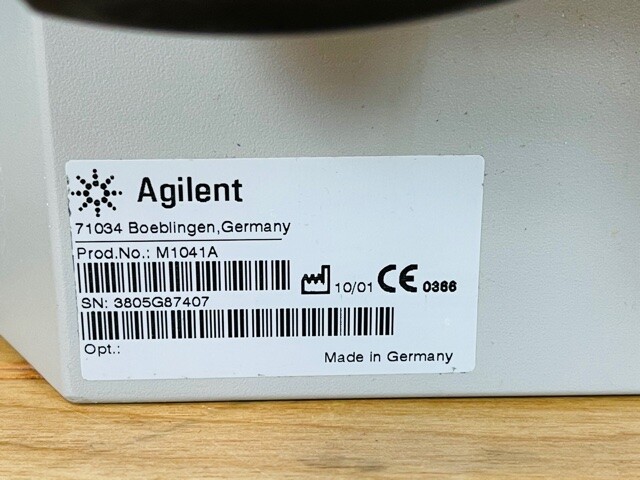 Agilent
71034 Boeblingen,Germany
Prod.No.: M1041A
10/01 CE 0366
SN: 3805G87407
Opt.:
Made in Germany